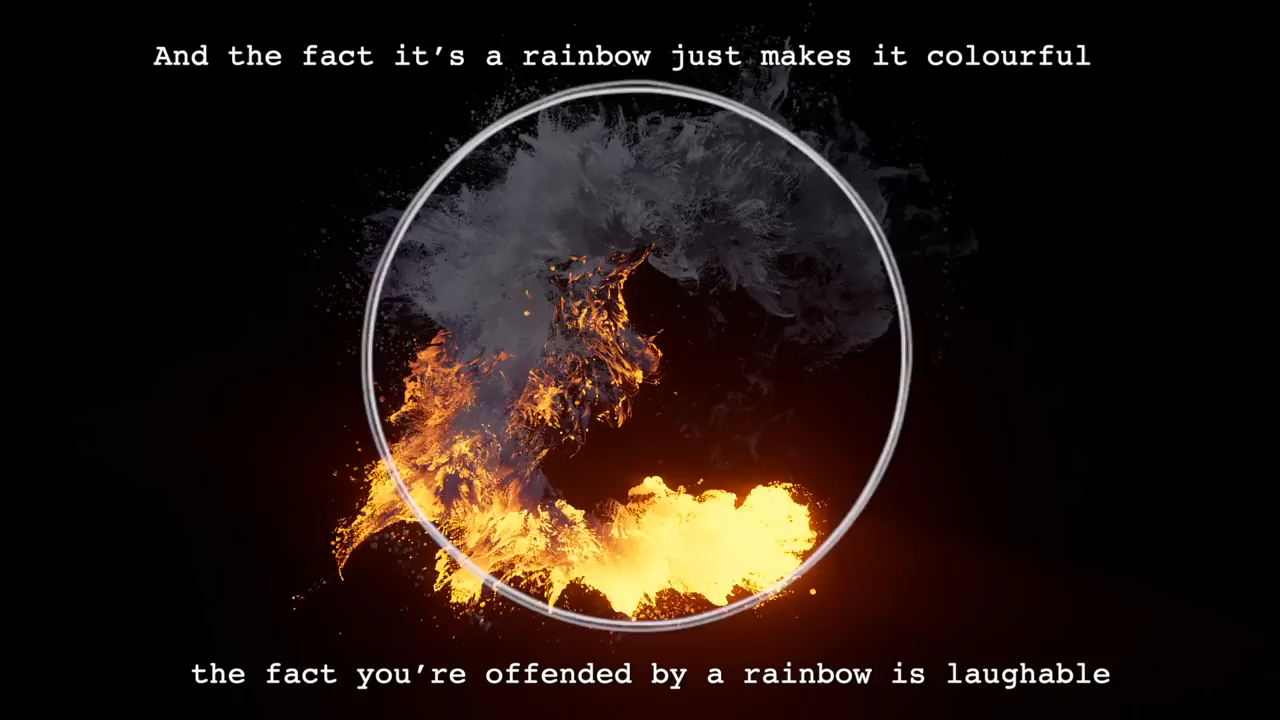 And the fact it’s a rainbow just makes it colourful
the fact you’re offended by a rainbow is laughable